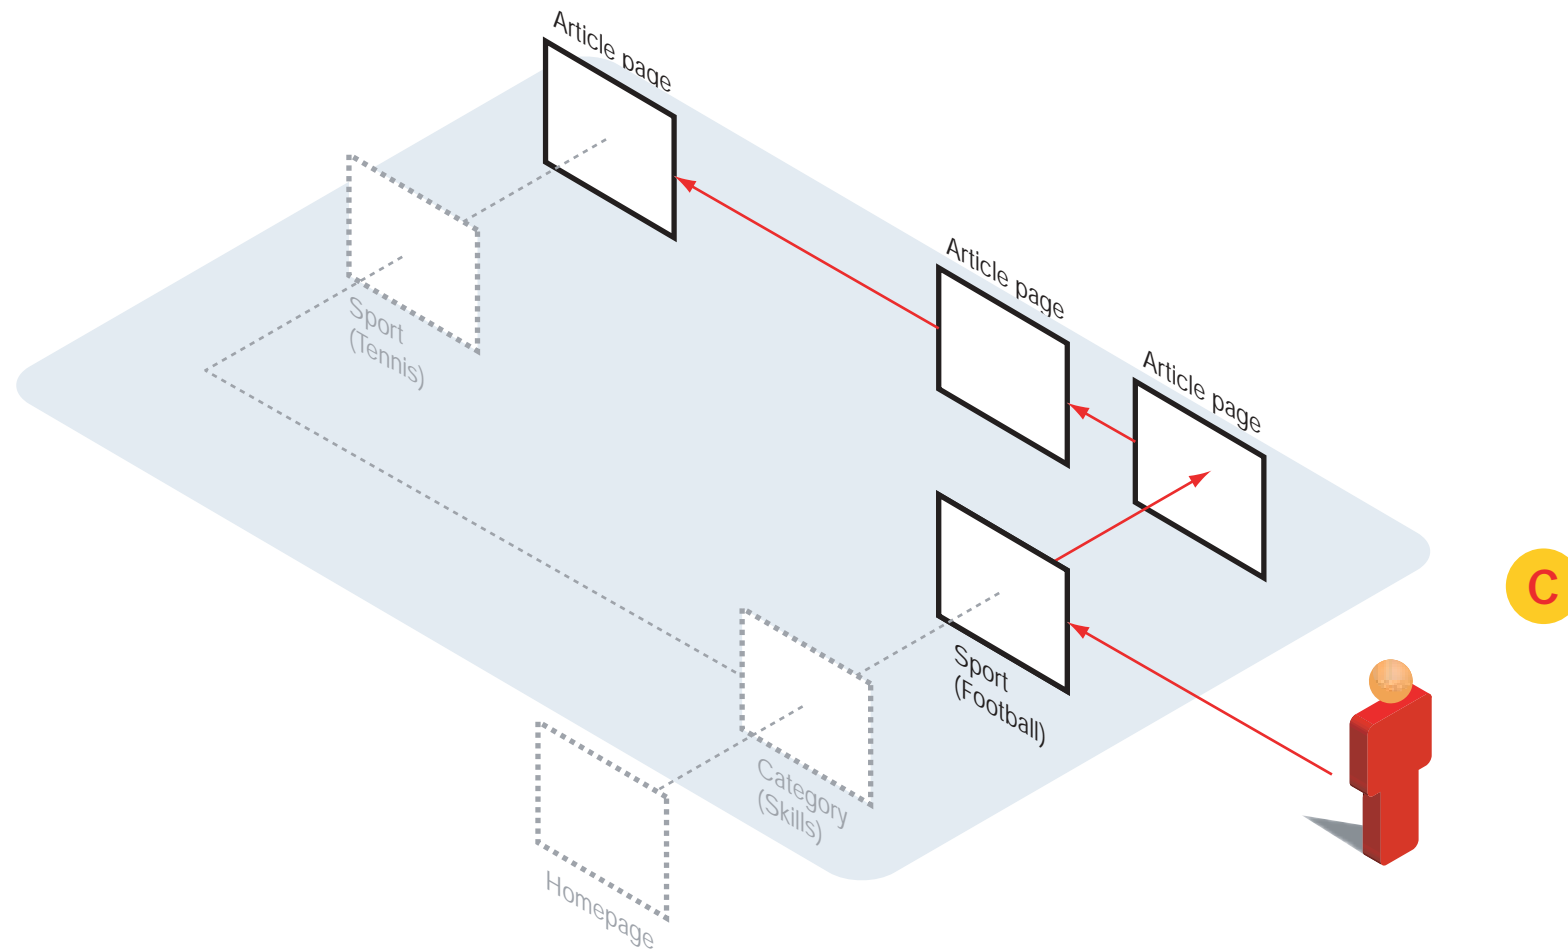 Article page
Article page
Article page
Sport
(Tennis)
Sport
(Football)
C
Category
(Skills)
Homepage